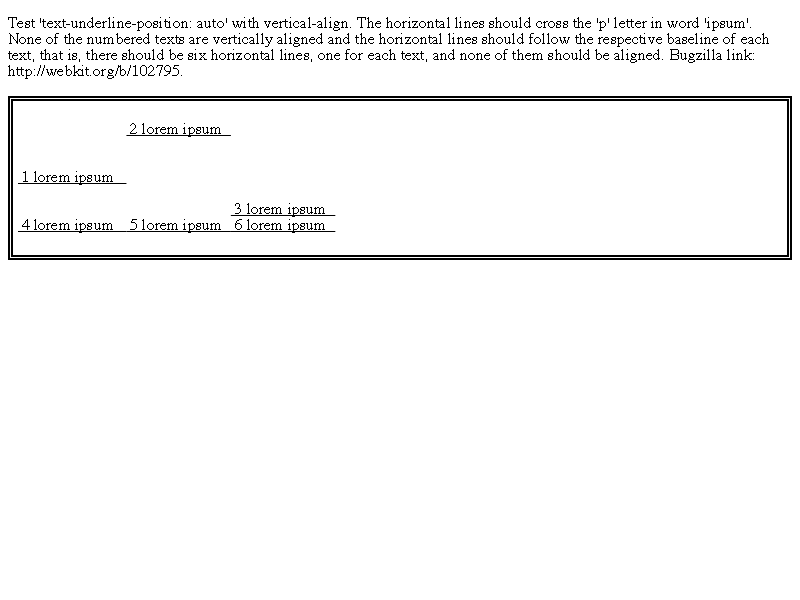 Test 'text-underline-position: auto' with vertical-align. The horizontal lines should cross the 'p' letter in word 'ipsum'.
None of the numbered texts are vertically aligned and the horizontal lines should follow the respective baseline of each
text, that is, there should be six horizontal lines, one for each text, and none of them should be aligned. Bugzilla link:
http://webkit.org/b/102795.
2 lorem ipsum
1 lorem ipsum
3 lorem ipsum
4 lorem ipsum 5 lorem ipsum 6 lorem ipsum